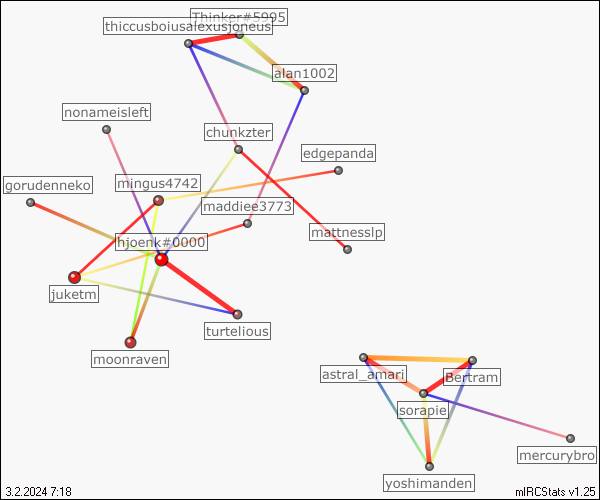 Thinker#5995
thiccusboiusalexusjoneus
alan1002
nonameisleft
chunkzter
edgepanda
gorudenneko
mingus4742
maddiee3773
mattnesslp
hjoenk#0000
juketm
turtelious
moonraven
astral_amari
Bertram
sorapie
mercurybro
yoshimanden
3.2.2024 7:18
mIRCStats v1.25